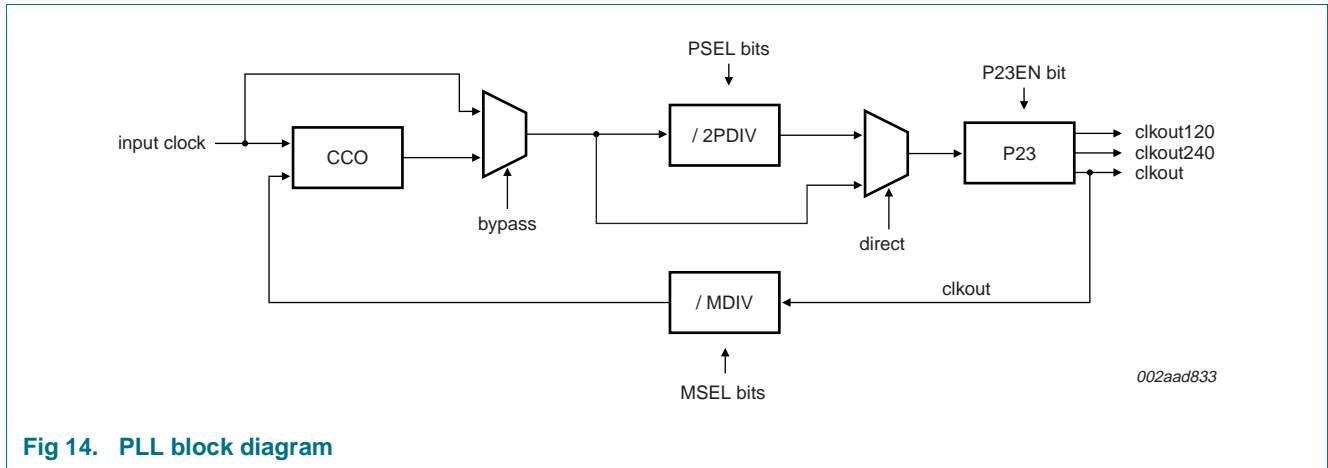 PSEL bits
P23EN bit
input clock
CCO
bypass
/ 2PDIV
direct
P23
clkout120
clkout240
clkout
/ MDIV
clkout
MSEL bits
002aad833
Fig 14. PLL block diagram